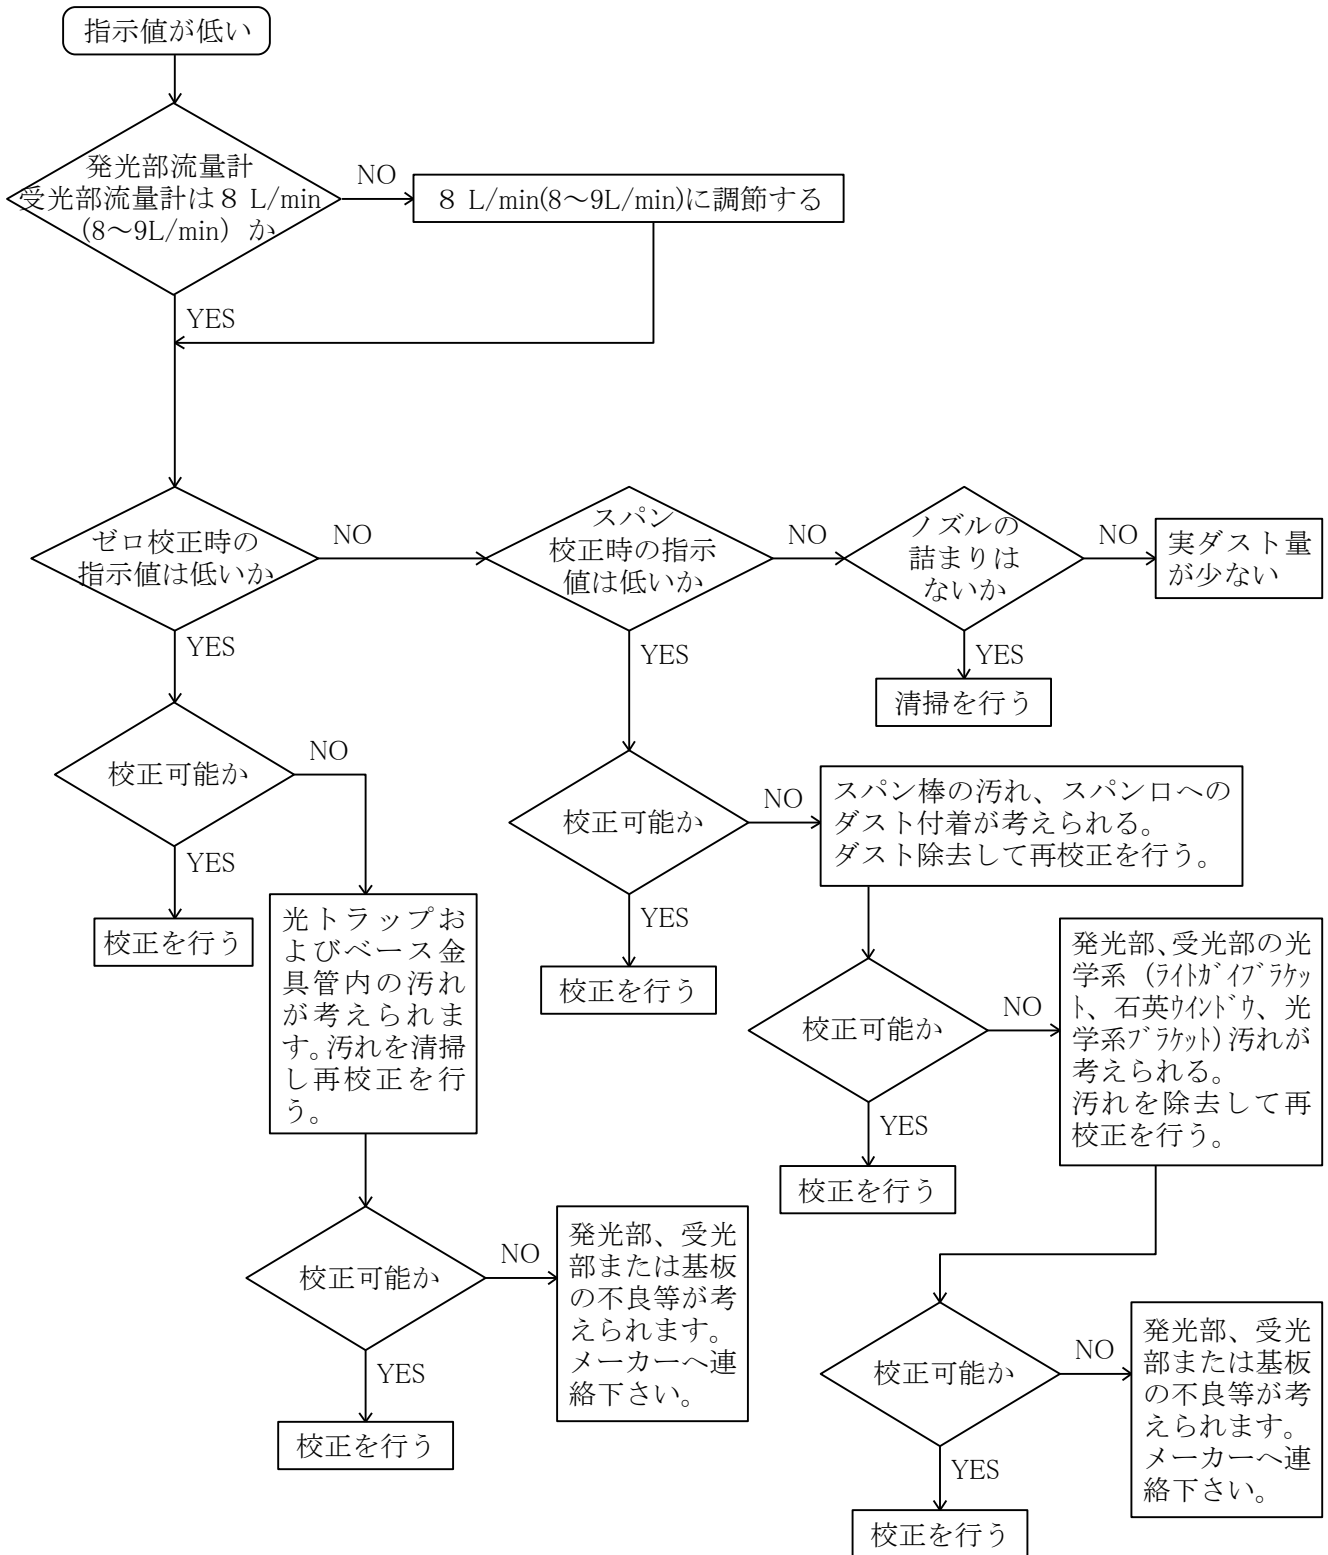 指示値が低い
発光部流量計
受光部流量計は８ L/min
(8～9L/min) か
NO
８ L/min(8～9L/min)に調節する
YES
ゼロ校正時の
指示値は低いか
NO
スパン
校正時の指示
値は低いか
NO
ノズルの
詰まりは
ないか
NO
実ダスト量
が少ない
YES
YES
YES
清掃を行う
校正可能か
NO
校正可能か
NO
スパン棒の汚れ、スパン口への
ダスト付着が考えられる。
ダスト除去して再校正を行う。
YES
校正を行う
光トラップお
よびベース金
具管内の汚れ
が考えられま
す。汚れを清掃
し再校正を行
う。
YES
校正を行う
校正可能か
NO
発光部、受光部の光
学系（ﾗｲﾄｶﾞｲﾌﾞﾗｹｯ
ﾄ、石英ｳｲﾝﾄﾞｳ、光
学系ﾌﾞﾗｹｯﾄ)汚れが
考えられる。
汚れを除去して再
校正を行う。
YES
校正を行う
校正可能か
NO
発光部、受光
部または基板
の不良等が考
えられます。
メーカーへ連
絡下さい。
YES
校正を行う
校正可能か
NO
発光部、受光
部または基板
の不良等が考
えられます。
メーカーへ連
絡下さい。
YES
校正を行う